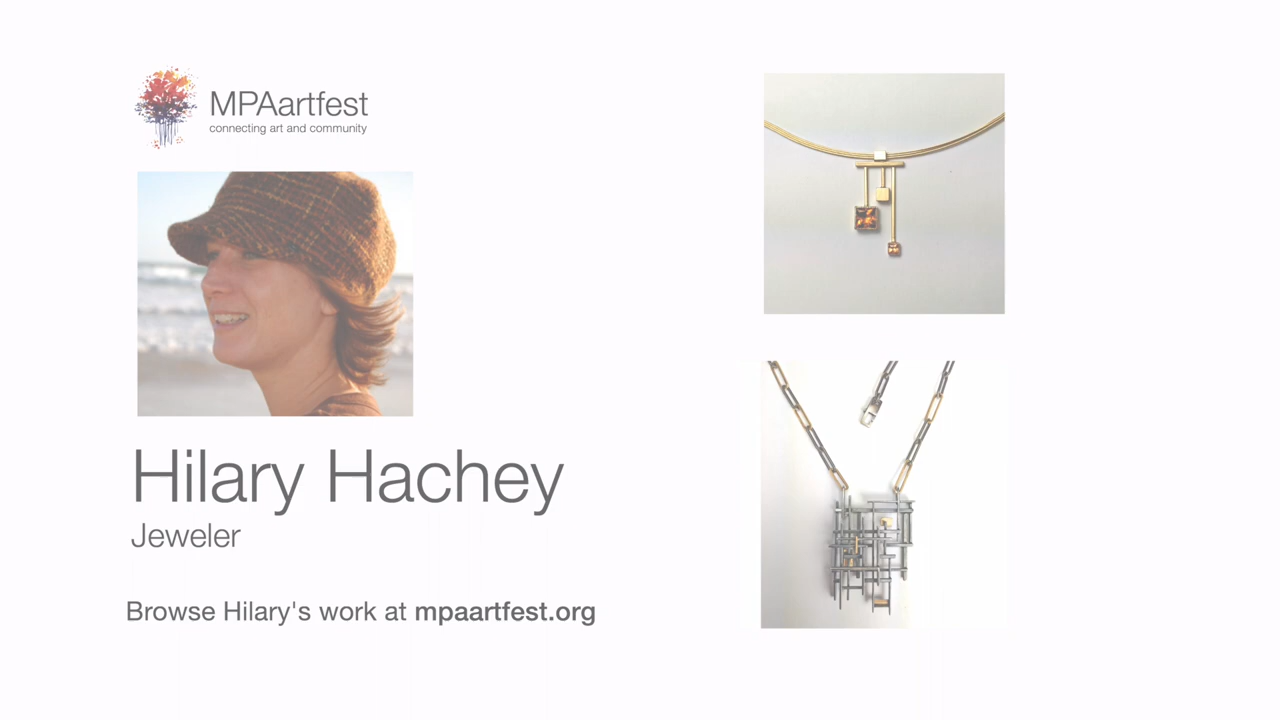 MPAartfest
connecting art and community
Hilary Hachey
Jeweler
Browse Hilary's work at mpaartfest.org